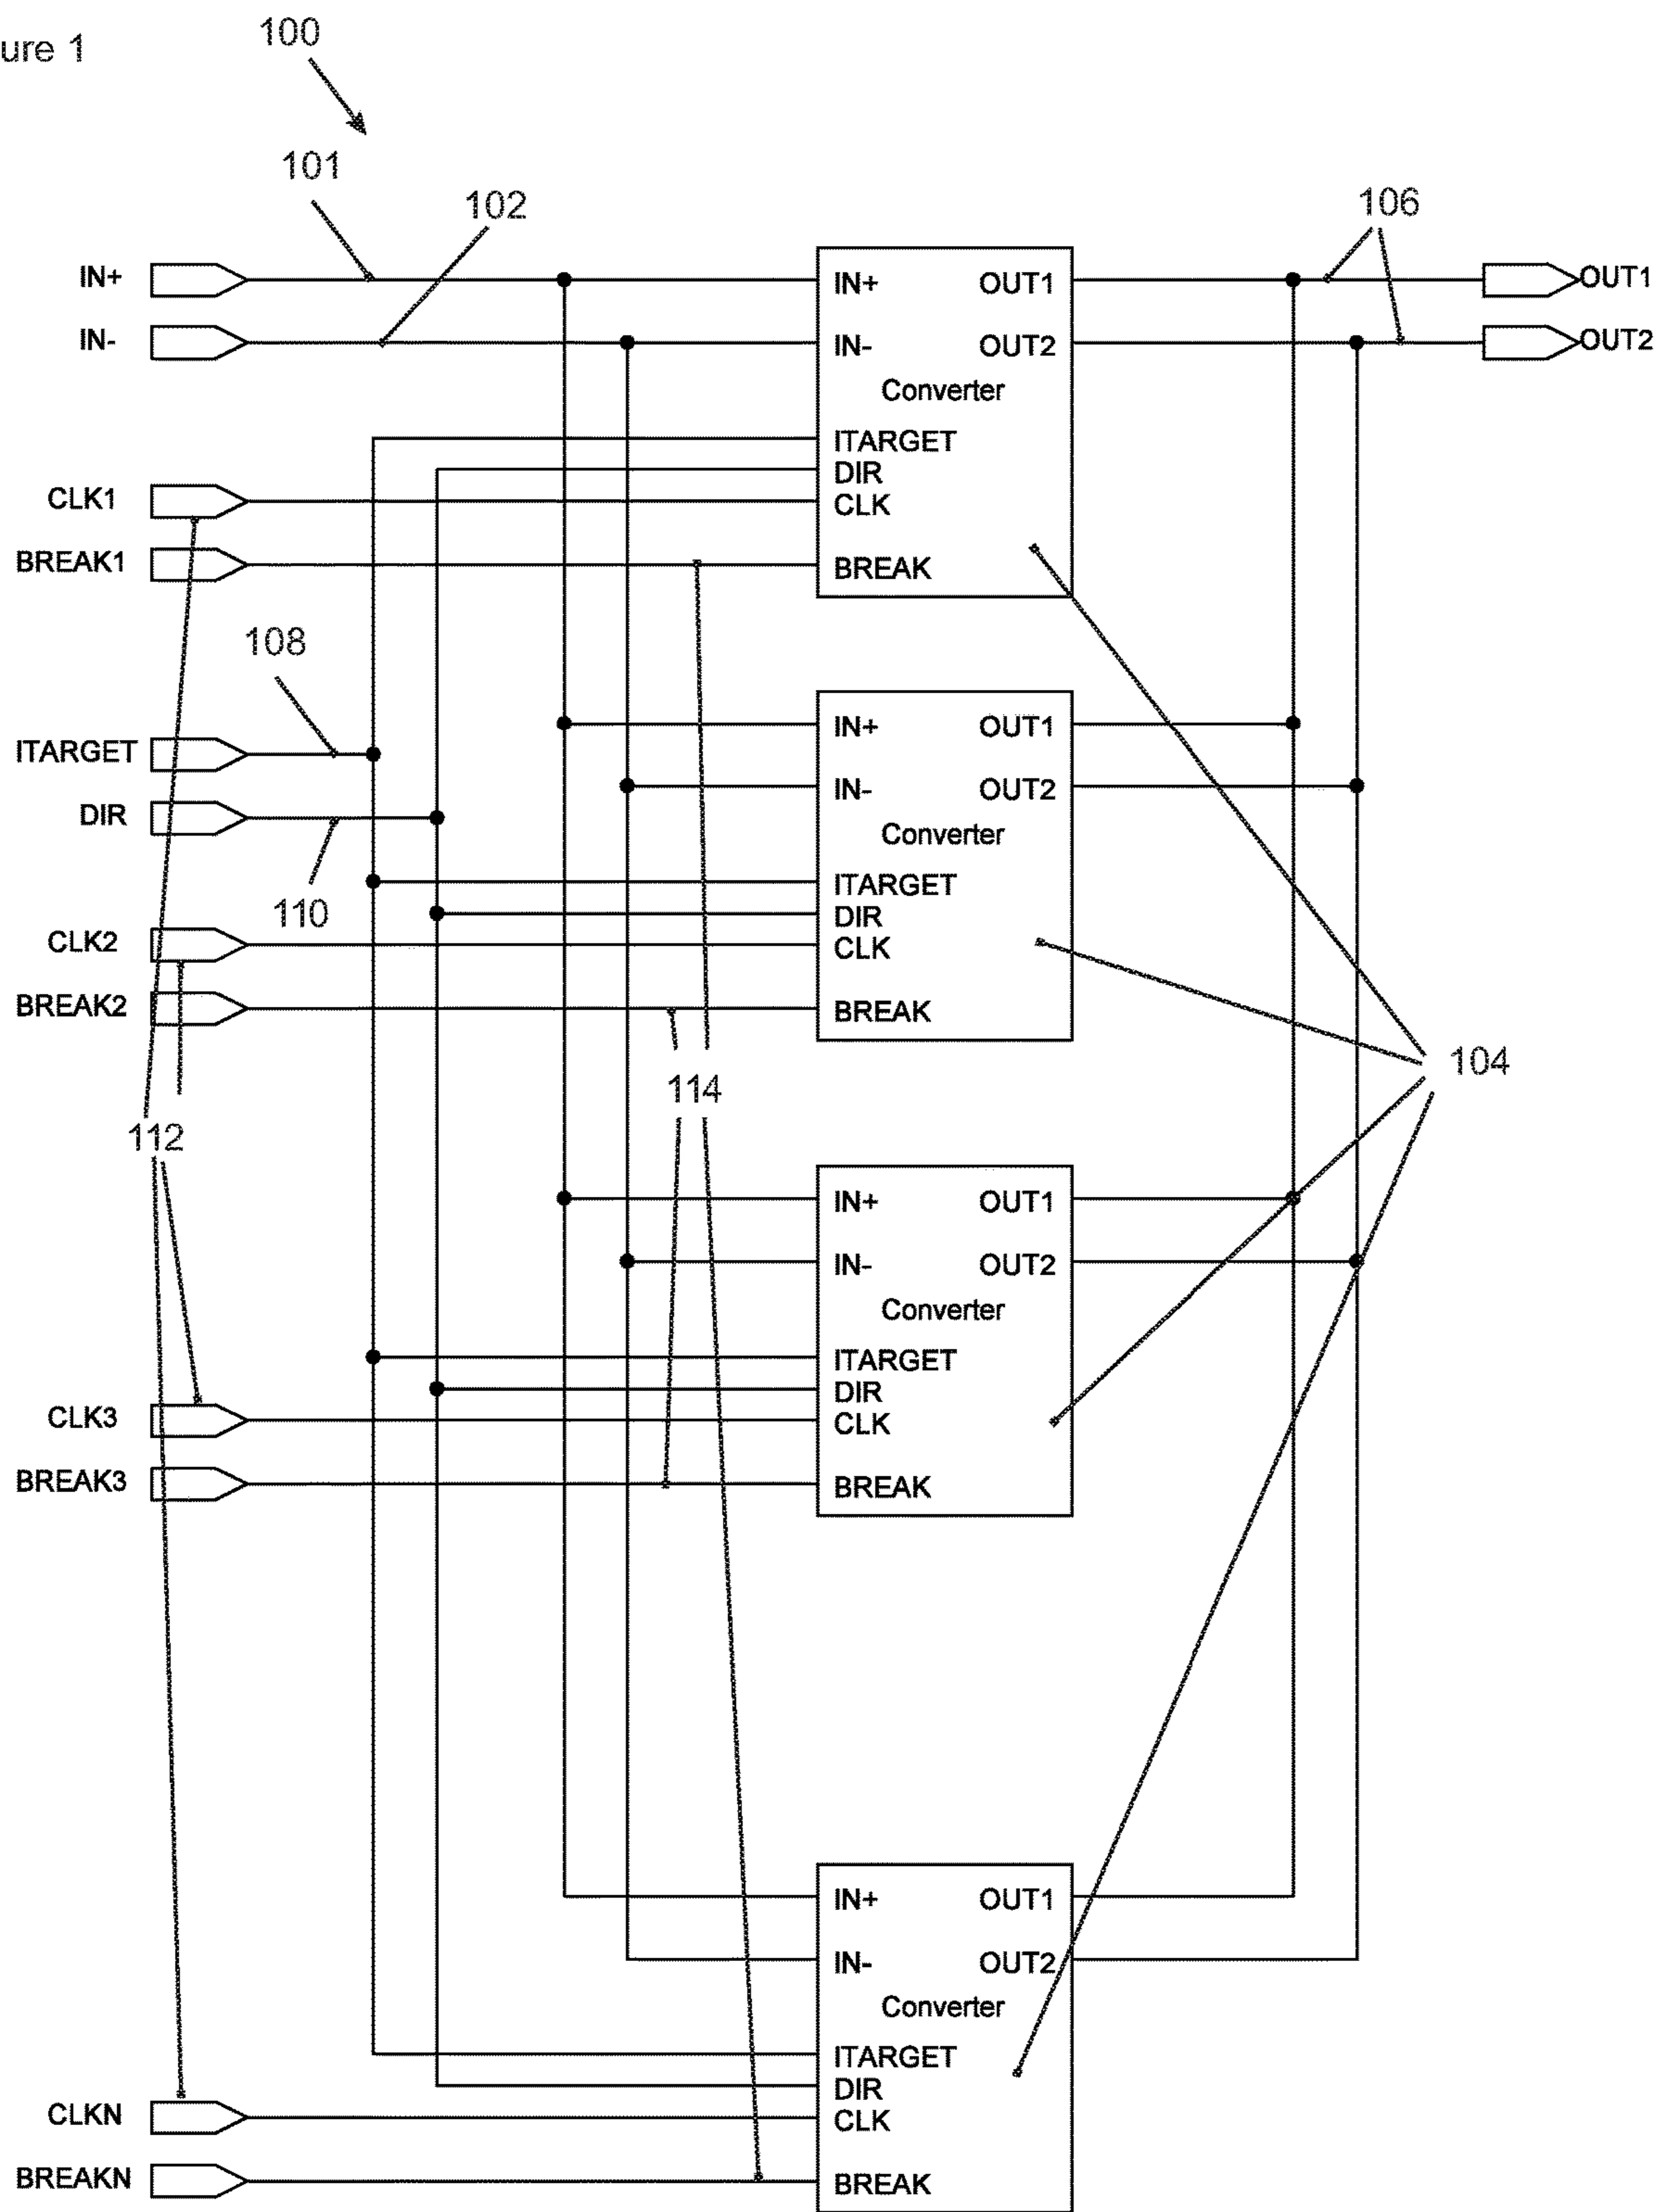 ure 1
100
101
102
106
IN+
IN+ OUT1
OUT1
IN-
IN- OUT2
OUT2
Converter
ITARGET
DIR
CLK1
CLK
BREAK1
BREAK
108
ITARGET
IN+ OUT1
IN- OUT2
DIR
Converter
ITARGET
110
DIR
CLK2
CLK
BREAK2
BREAK
104
114
112
IN+ OUT1
IN- OUT2
Converter
ITARGET
DIR
CLK3
CLK
BREAK3
BREAK
IN+ OUT1
IN- OUT2
Converter
ITARGET
DIR
CLKN
CLK
BREAKN
BREAK